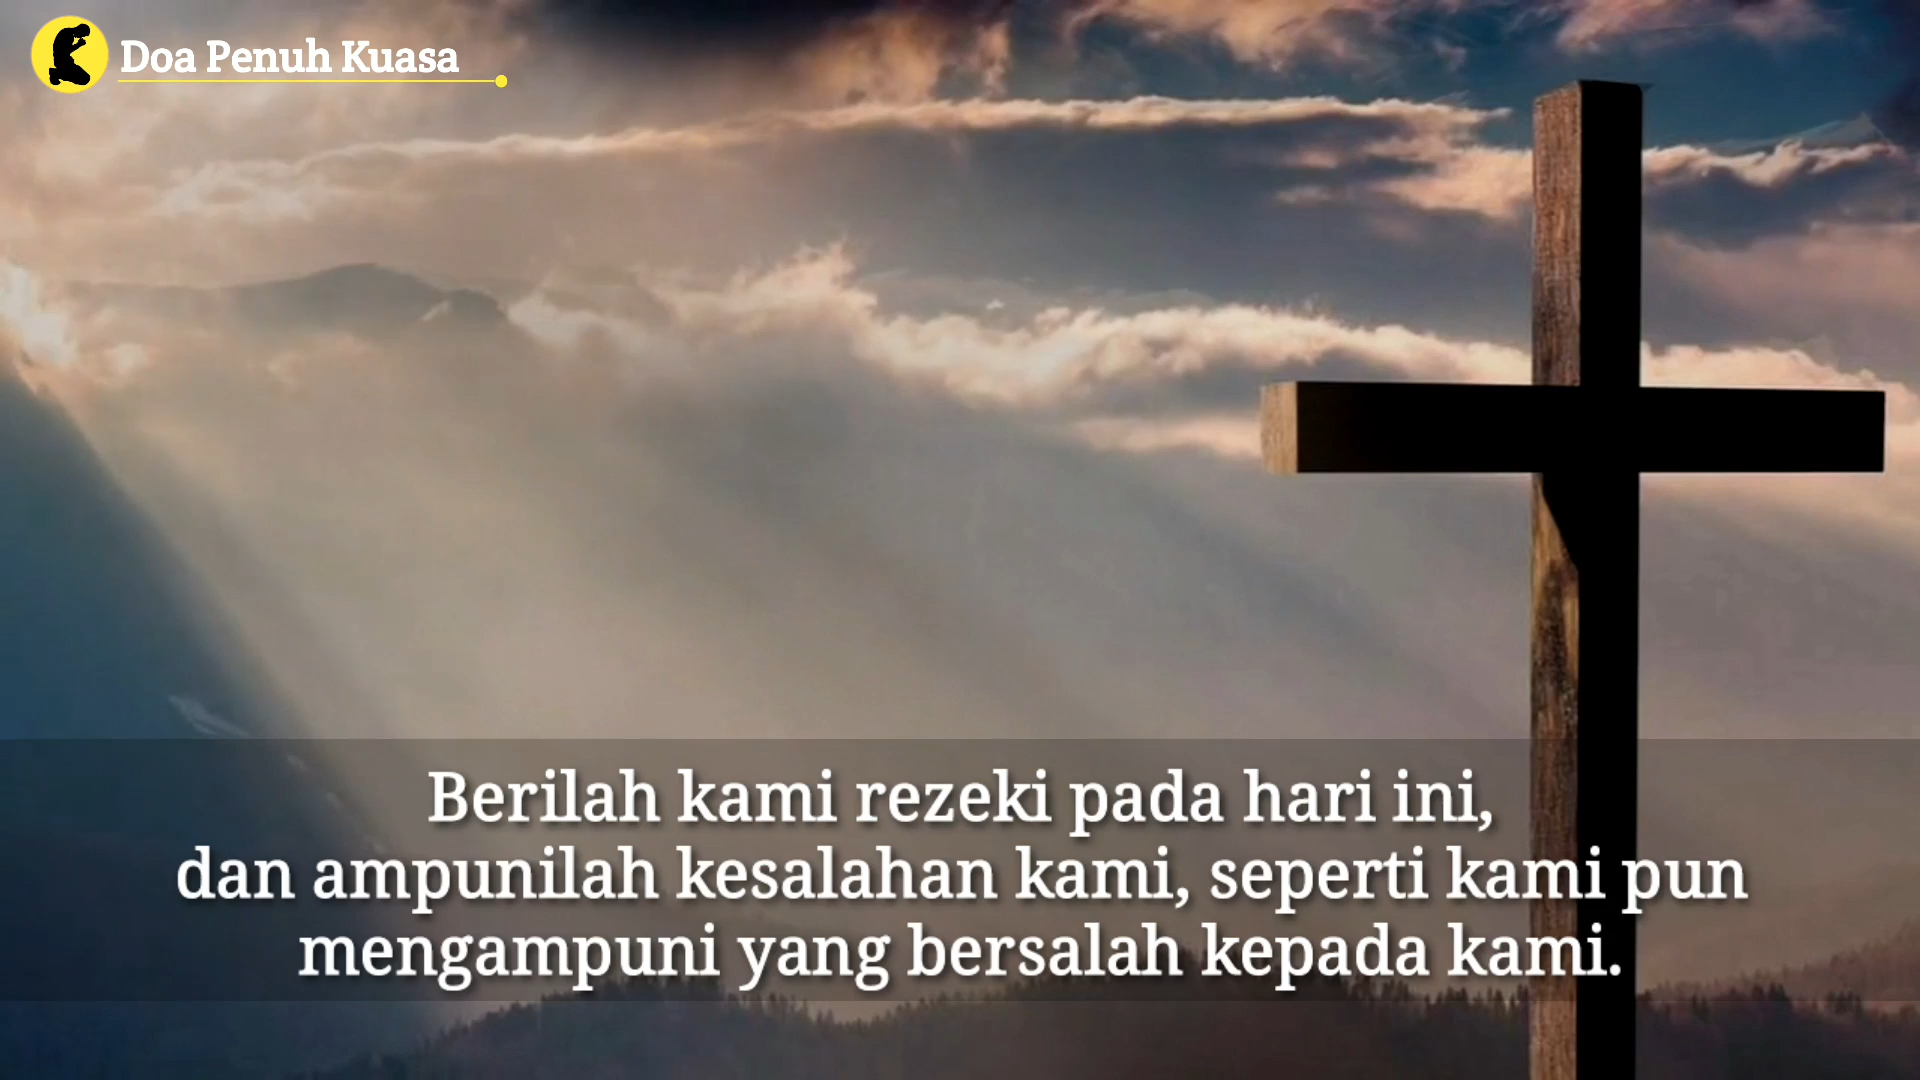 Doa Penuh Kuasa
Berilah kami rezeki pada hari ini,
dan ampunilah kesalahan kami, seperti kami pun
mengampuni yang bersalah kepada kami.